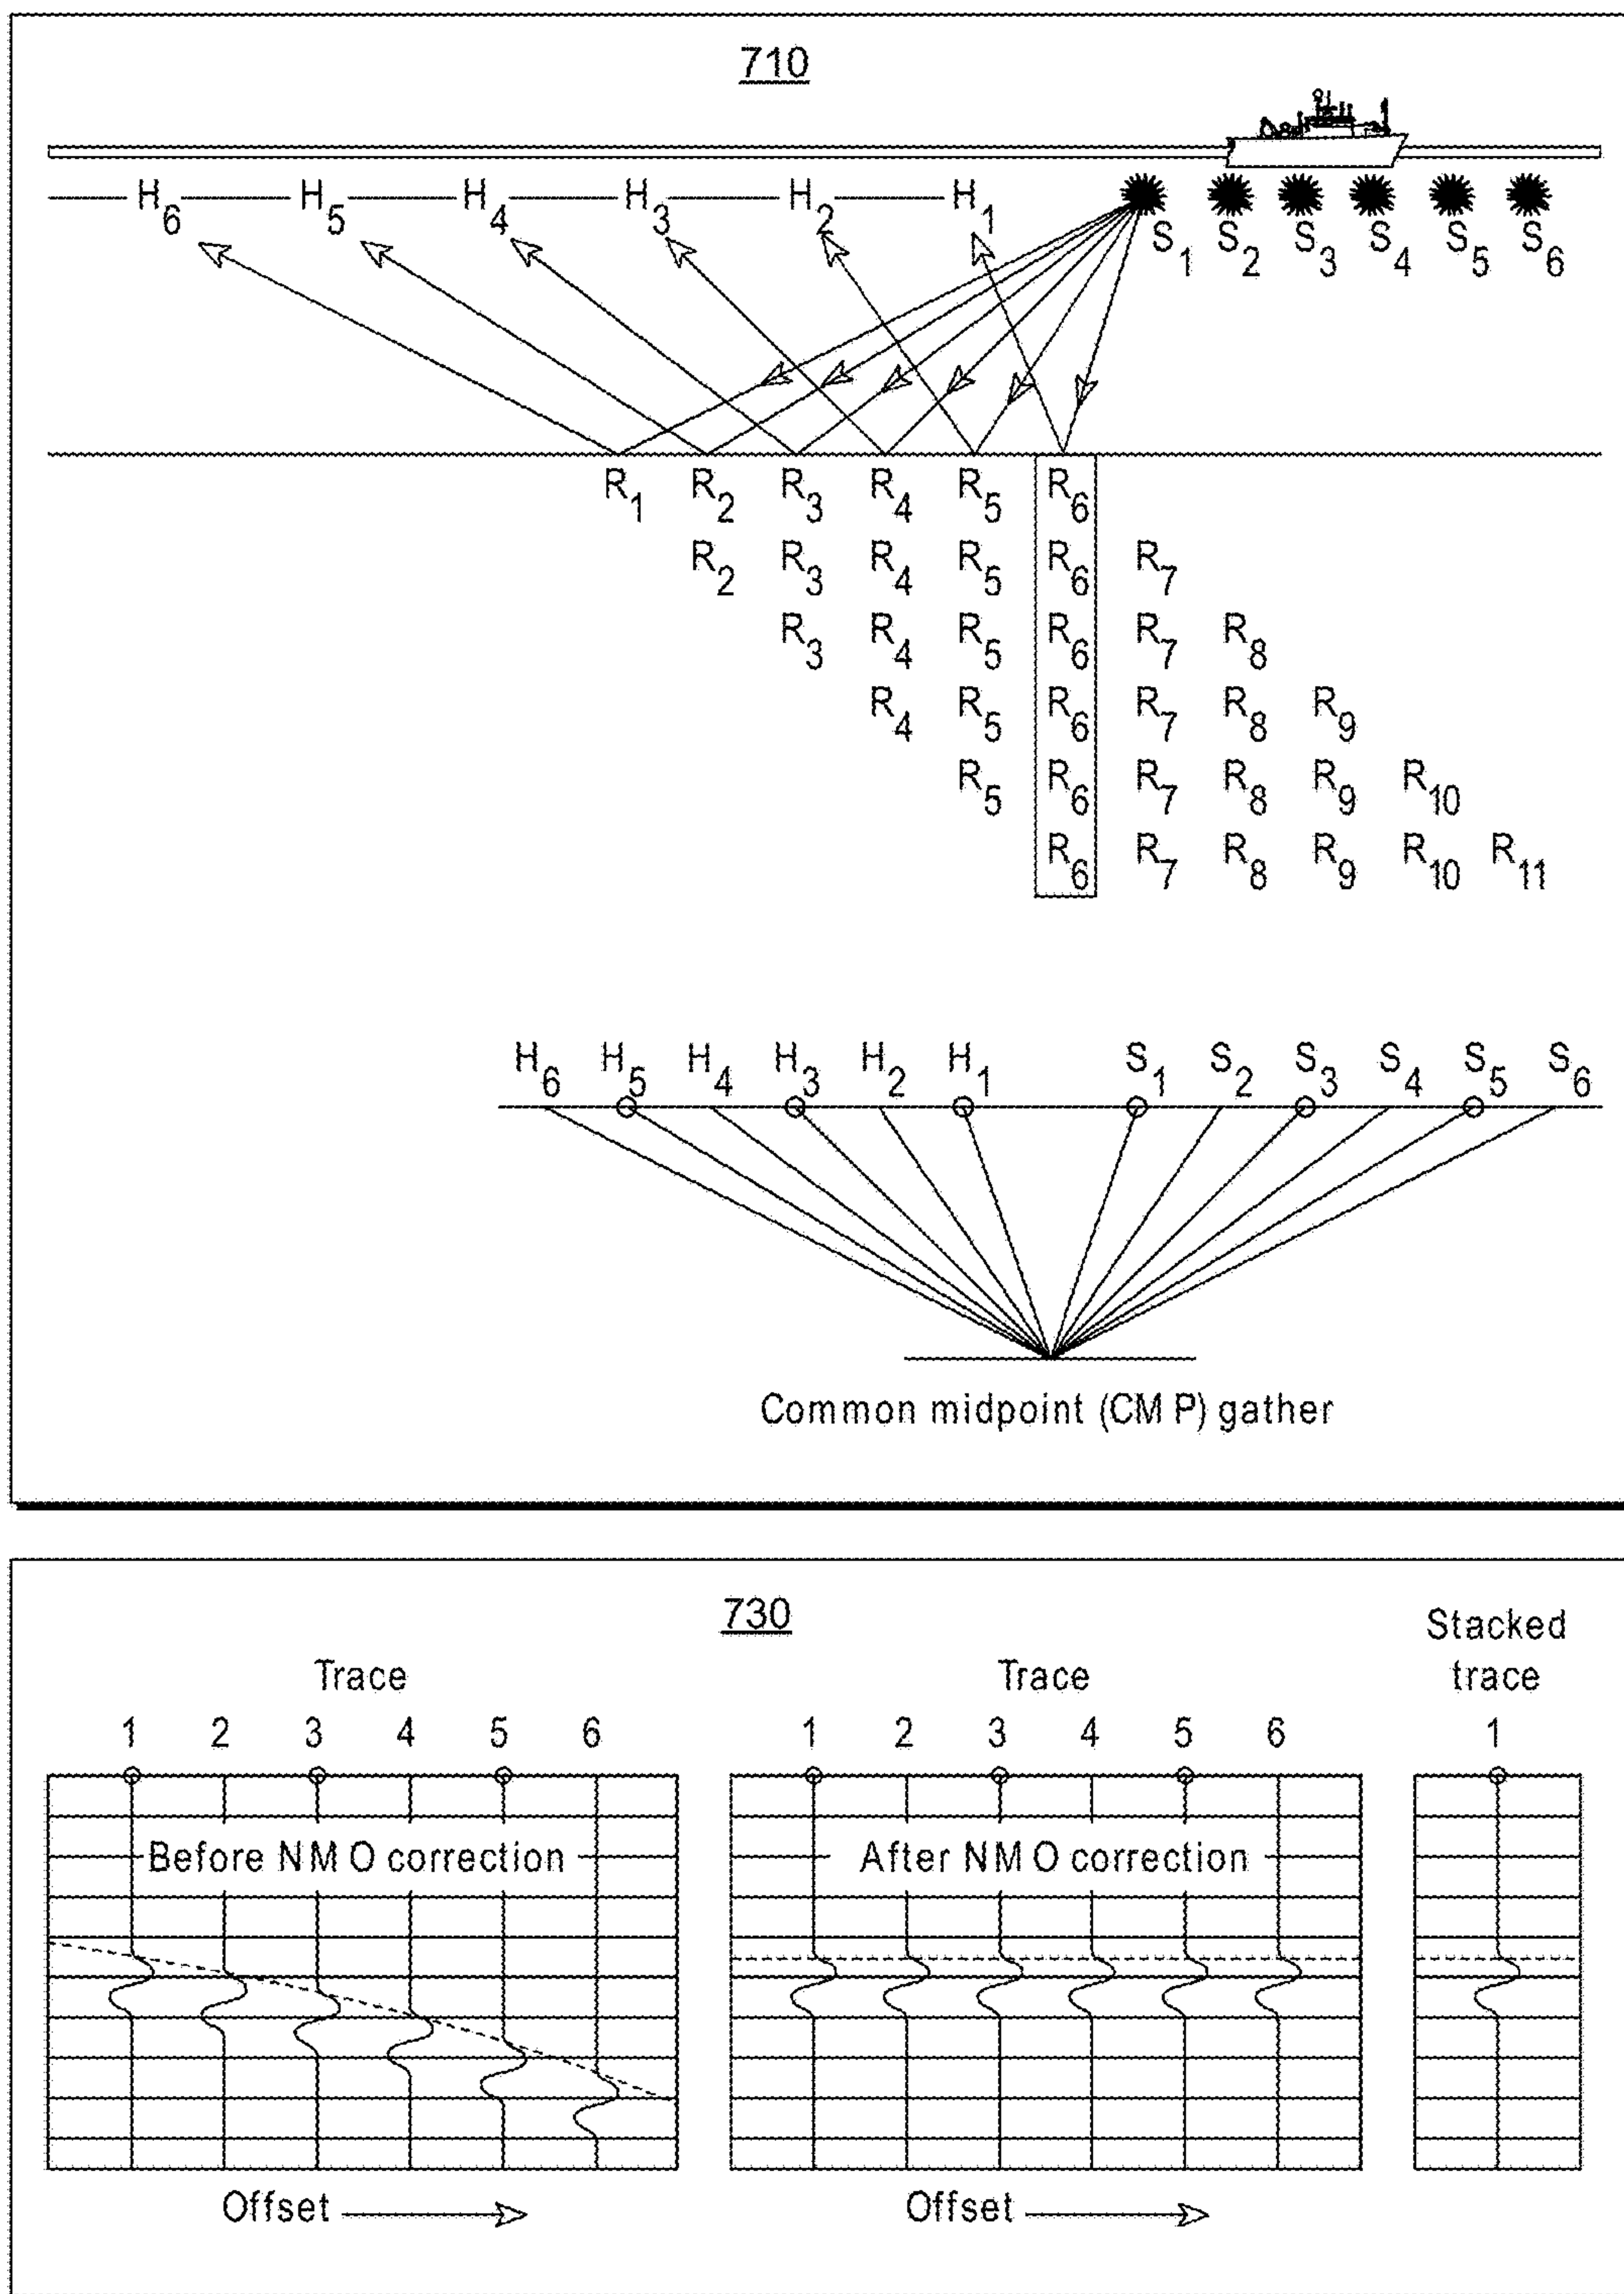 710
H6 H5 H4 H3 H2 H1
S1 S2 S3 S4 S5 S6
R1 R2 R3 R4 R5 R6
R2 R3 R4 R5 R6 R7
R3 R4 R5 R6 R7 R8
R4 R5 R6 R7 R8 R9
R5 R6 R7 R8 R9 R10
R6 R7 R8 R9 R10 R11
H6 H5 H4 H3 H2 H1 S1 S2 S3 S4 S5 S6
Common midpoint (CMP) gather
730
Trace
1 2 3 4 5 6
Before NMO correction
Offset
Trace
1 2 3 4 5 6
After NMO correction
Offset
Stacked
trace
1